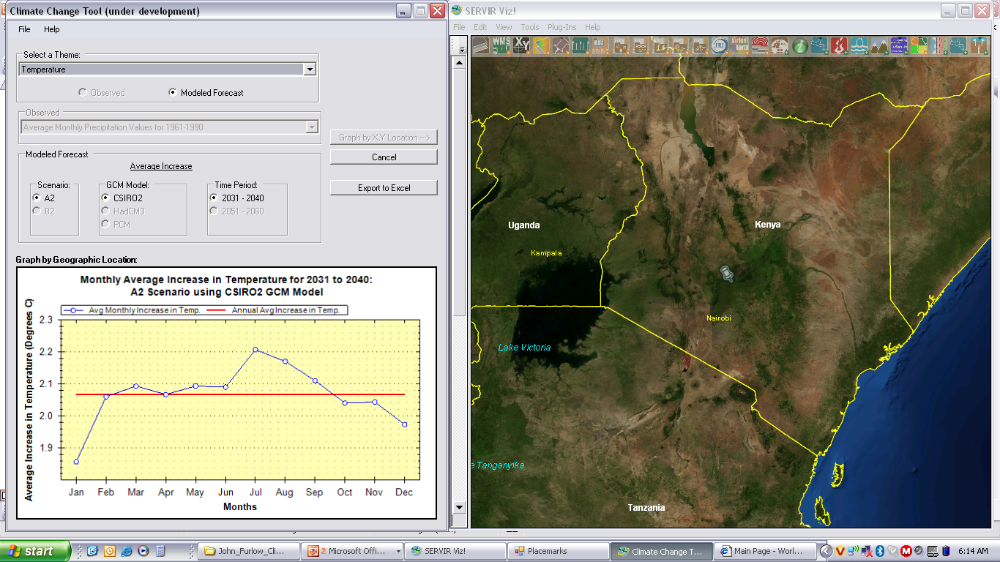 Climate Change Tool (under development)
File Help
Select a Theme:
Temperature
Observed Modeled Forecast
Observed
Average Monthly Precipitation Values for 1961-1990
Graph by X,Y Location --->
Cancel
Export to Excel
Modeled Forecast
Average Increase
Scenario: GCM Model: Time Period:
A2 CSIRO2 2031 - 2040
B2 HadCM3 2051 - 2060
PCM
Graph by Geographic Location:
Monthly Average Increase in Temperature for 2031 to 2040:
A2 Scenario using CSIRO2 GCM Model
Avg Monthly Increase in Temp. Annual Avg Increase in Temp.
Average Increase in Temperature (Degrees C)
2.3
2.2
2.1
2.0
1.9
Jan Feb Mar Apr May Jun Jul Aug Sep Oct Nov Dec
Months
SERVIR Viz!
File Edit View Tools Plug-Ins Help
WMS XY IRI Virtual Earth
Uganda
Kenya
Kampala
Nairobi
Lake Victoria
Tanganyika
Tanzania
start
John_Furlow_Cli...
2 Microsoft Offi...
SERVIR Viz!
Placemarks
Climate Change T...
Main Page - Worl...
6:14 AM